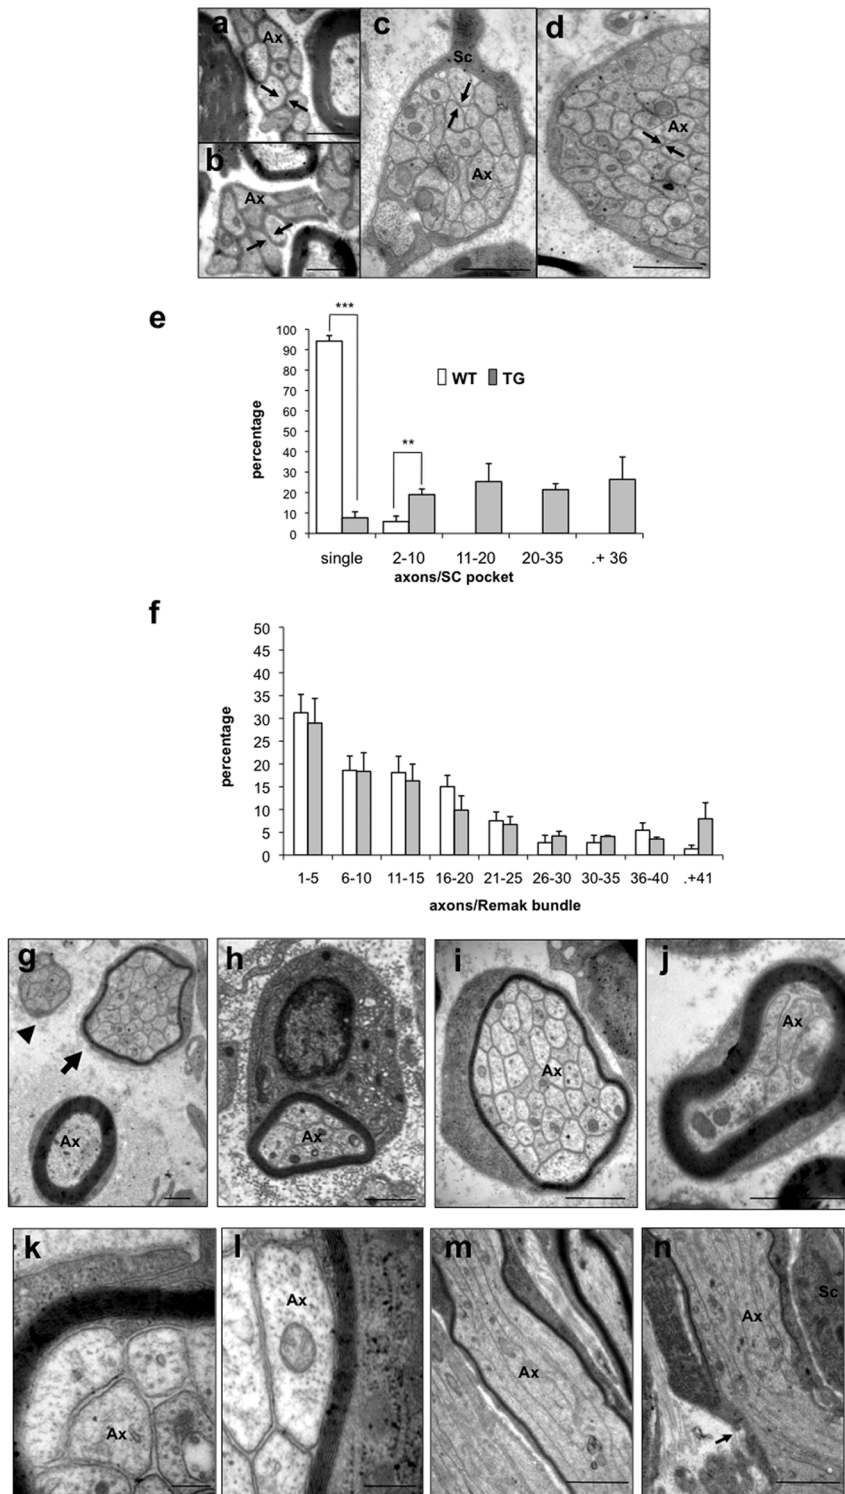 a
Ax
b
Ax
c
Sc
Ax
d
Ax
e
***
100
90
80
70
60
50
40
30
20
10
0
percentage
WT TG
**
single 2-10 11-20 20-35 .+ 36
axons/SC pocket
f
50
45
40
35
30
25
20
15
10
5
0
percentage
1-5 6-10 11-15 16-20 21-25 26-30 30-35 36-40 .+41
axons/Remak bundle
g
Ax
h
Ax
i
Ax
j
Ax
k
Ax
l
Ax
m
Ax
n
Ax
Sc